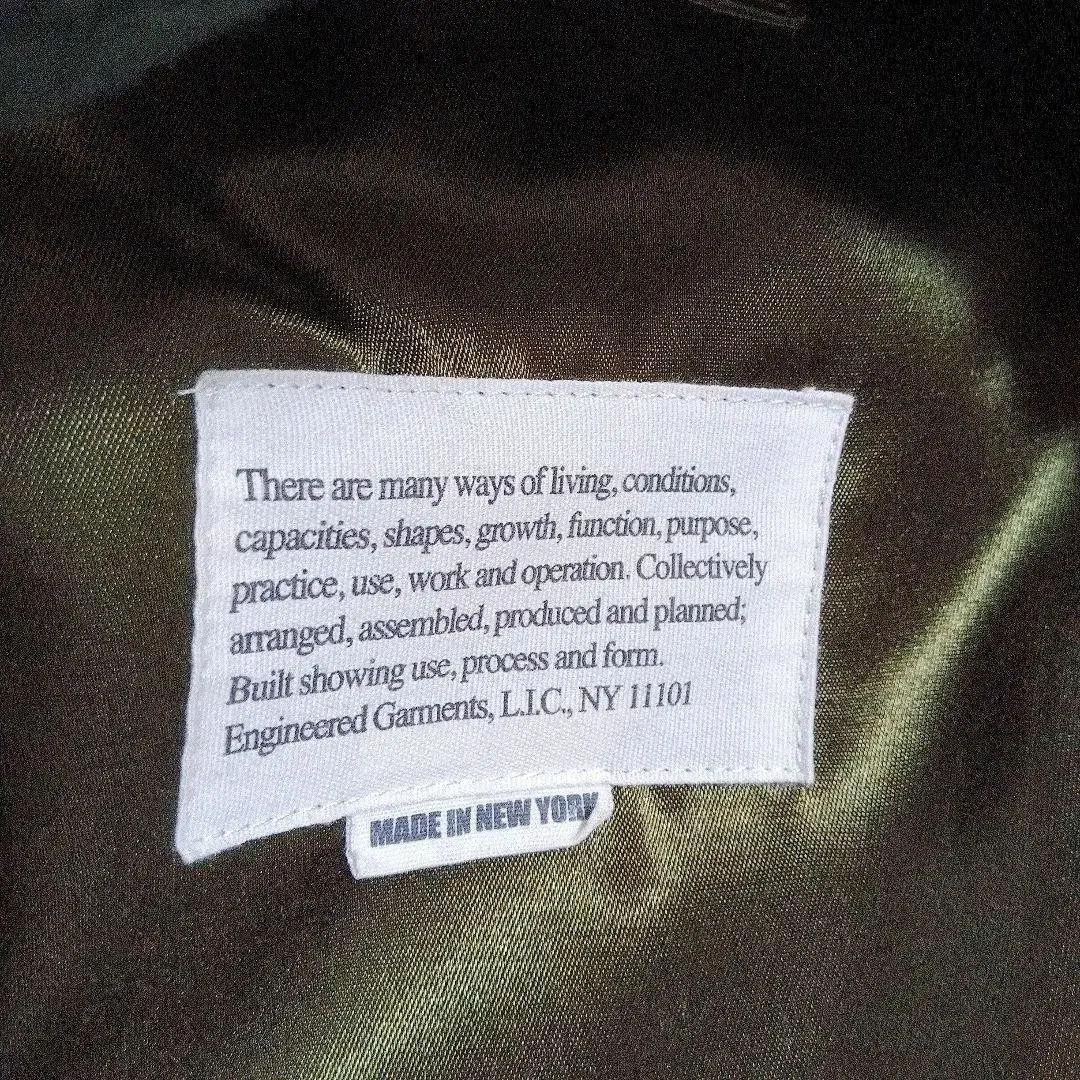 There are many ways of living, conditions,
capacities, shapes, growth, function, purpose,
practice, use, work and operation. Collectively
arranged, assembled, produced and planned;
Built showing use, process and form.
Engineered Garments, L.I.C., NY 11101
MADE IN NEW YORK